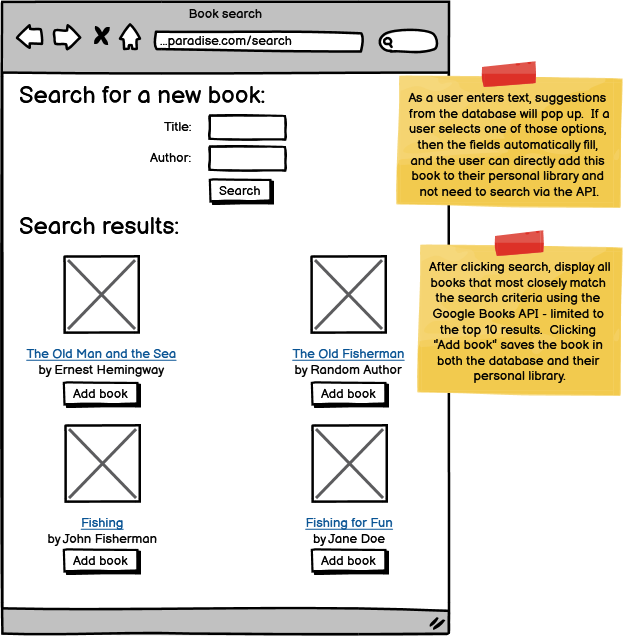 Book search
...paradise.com/search
Search for a new book:
Title:
Author:
Search
Search results:
The Old Man and the Sea
by Ernest Hemingway
Add book
The Old Fisherman
by Random Author
Add book
Fishing
by John Fisherman
Add book
Fishing for Fun
by Jane Doe
Add book
As a user enters text, suggestions
from the database will pop up. If a
user selects one of those options,
then the fields automatically fill,
and the user can directly add this
book to their personal library and
not need to search via the API.
After clicking search, display all
books that most closely match
the search criteria using the
Google Books API - limited to
the top 10 results. Clicking
"Add book" saves the book in
both the database and their
personal library.